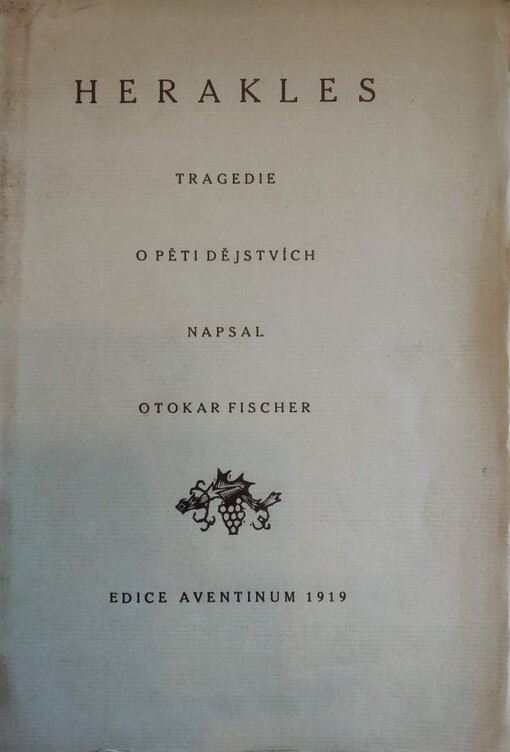 HERAKLES
TRAGEDIE
O PĚTI DĚJSTVÍCH
NAPSAL
OTOKAR FISCHER
EDICE AVENTINUM 1919